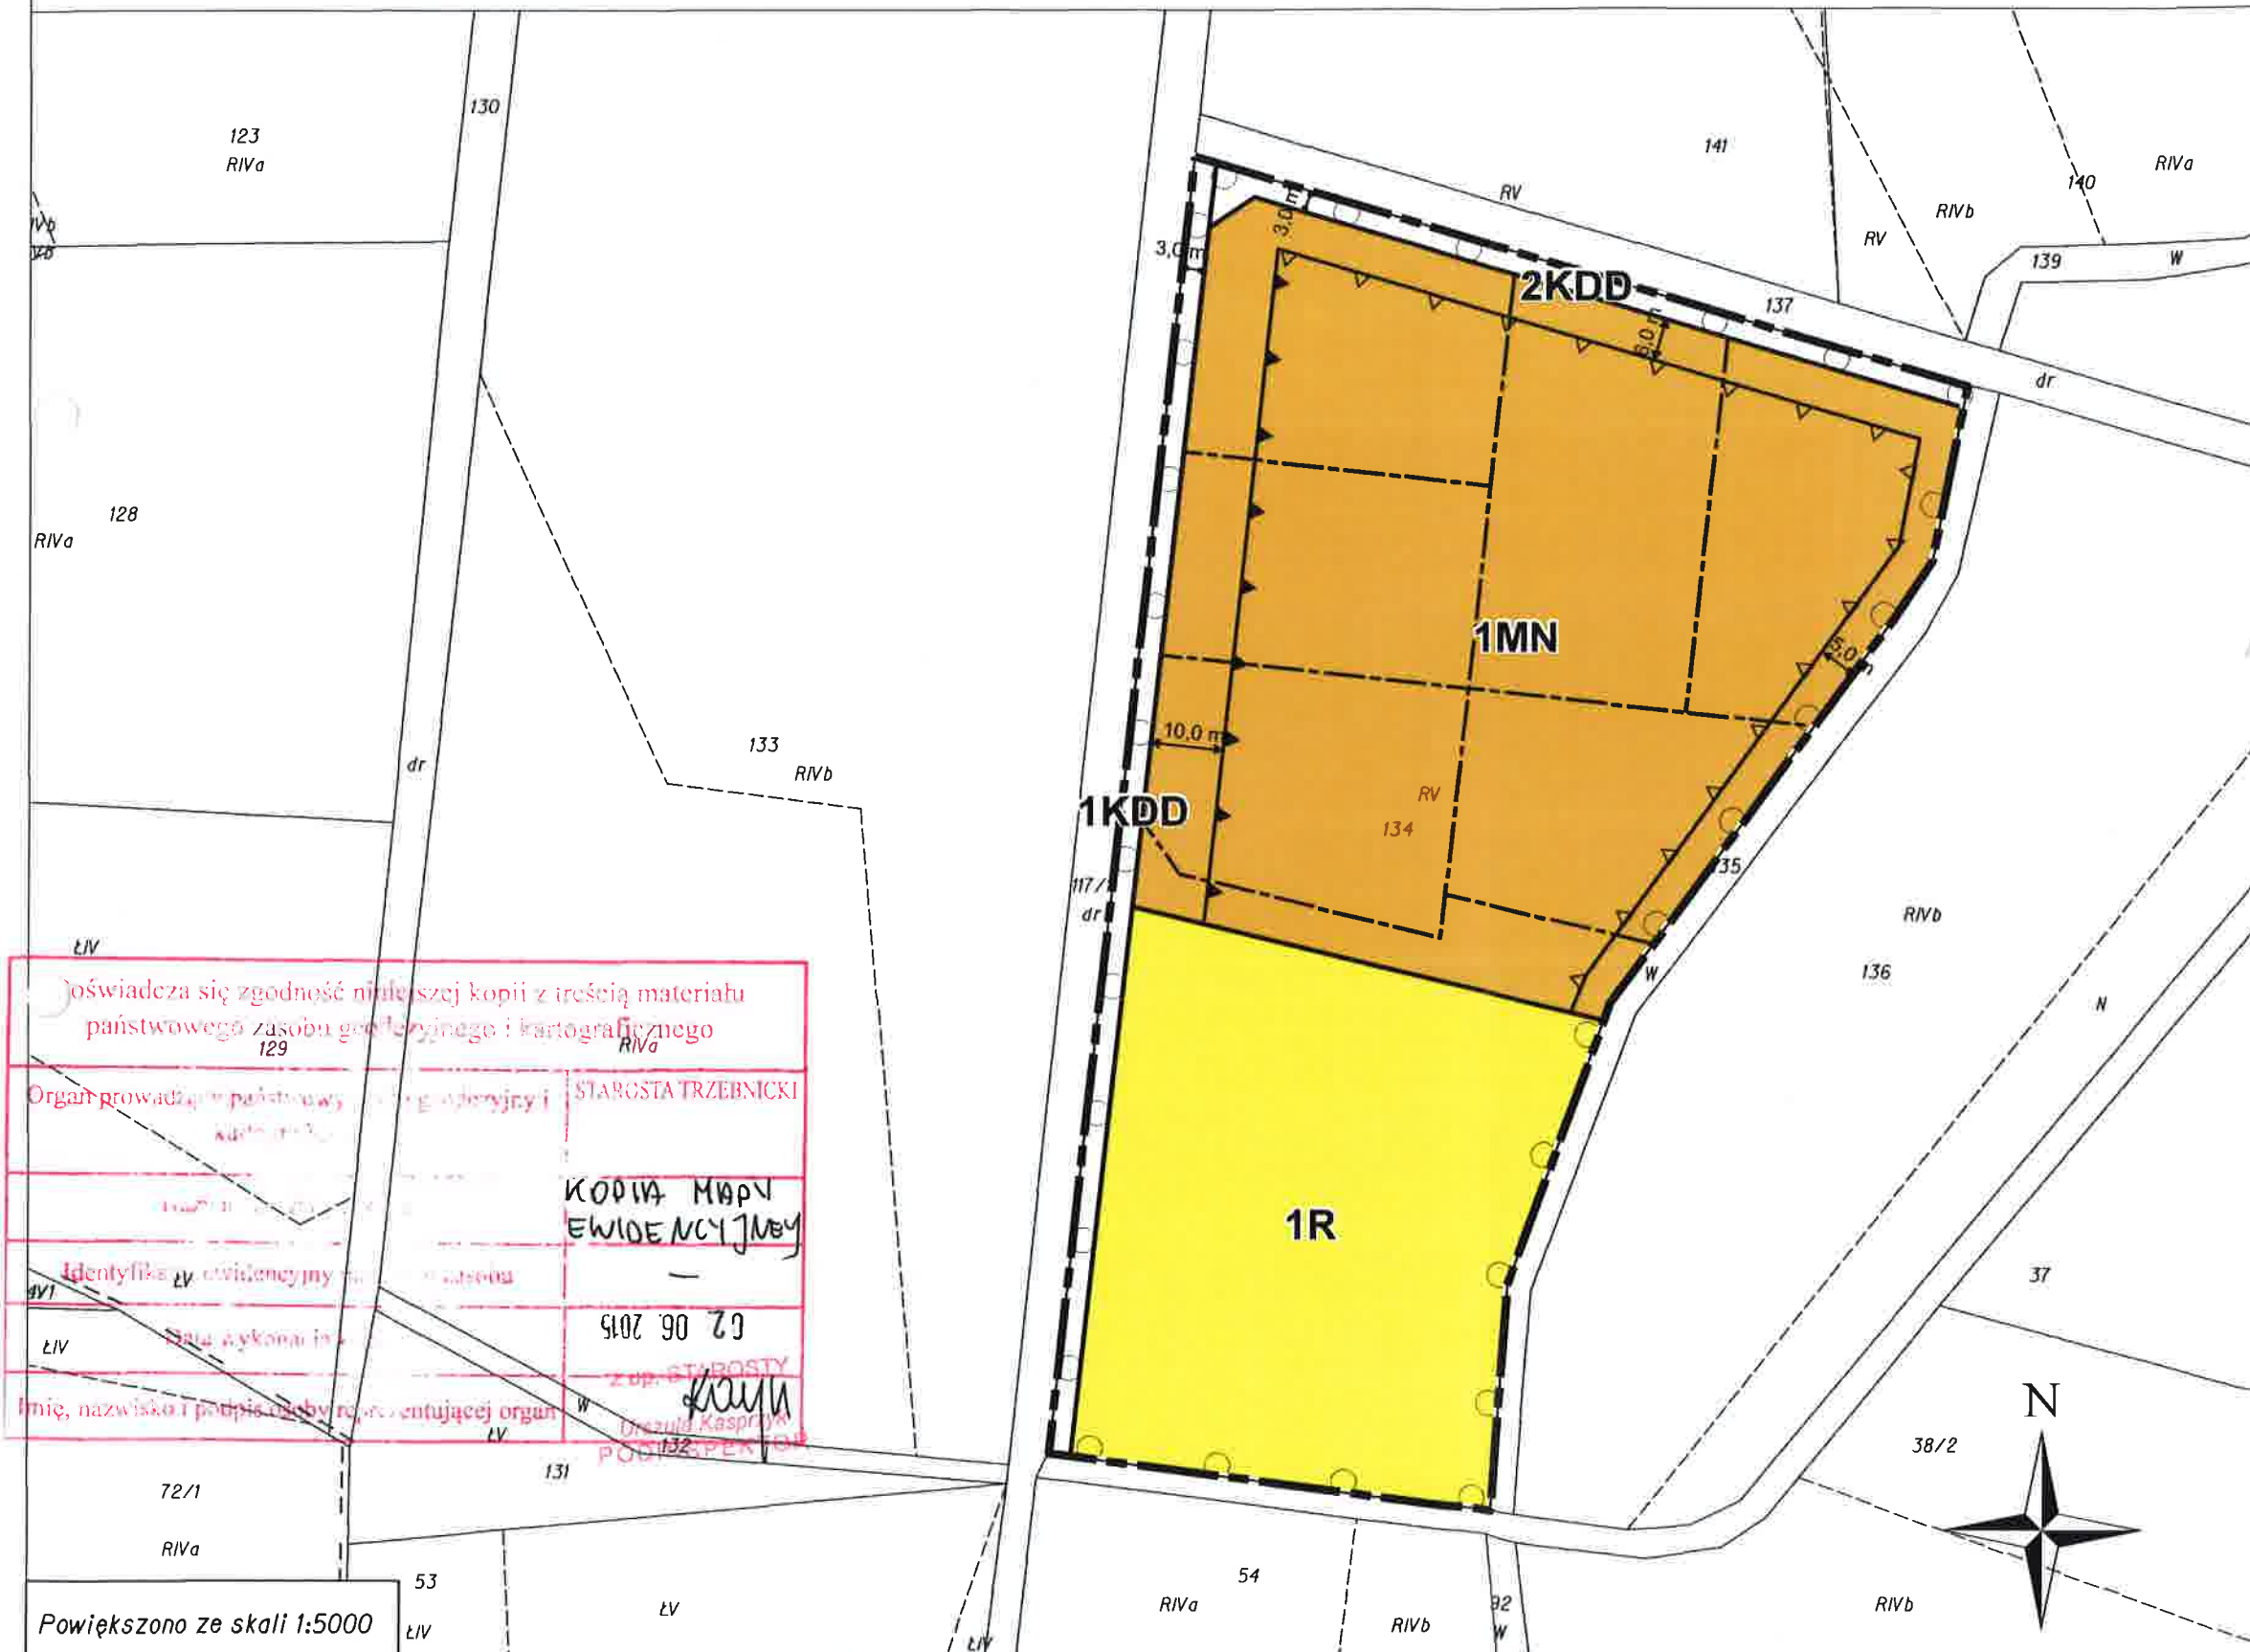 130
123
RIVa
141
RV
RIVb
140
RIVa
RV
139
W
3,0 m
3,0 m
2KDD
137
6,0 m
dr
128
RIVa
1MN
5,0 m
133
RIVb
dr
10,0 m
RV
134
1KDD
135
117/
dr
RIVb
136
W
N
ŁIV
oświadcza się zgodność niniejszej kopii z treścią materiału
państwowego zasobu geodezyjnego i kartograficznego
129
RIVa
Organ prowadzący państwowy geodezyjny i
STAROSTA TRZEBNICKI
KOPIA MAPY
EWIDENCYJNEJ
1R
Identyfikator ewidencyjny
—
ŁV
37
ŁIV
02. 06. 2015
Data wykonania
z up. STAROSTY
Imię, nazwisko i podpis osoby reprezentującej organ
Urszula Kasprzyk
PODINSPEKTOR
W
132
ŁV
131
N
38/2
72/1
RIVa
53
ŁIV
ŁV
ŁIV
54
RIVa
RIVb
92
W
RIVb
Powiększono ze skali 1:5000